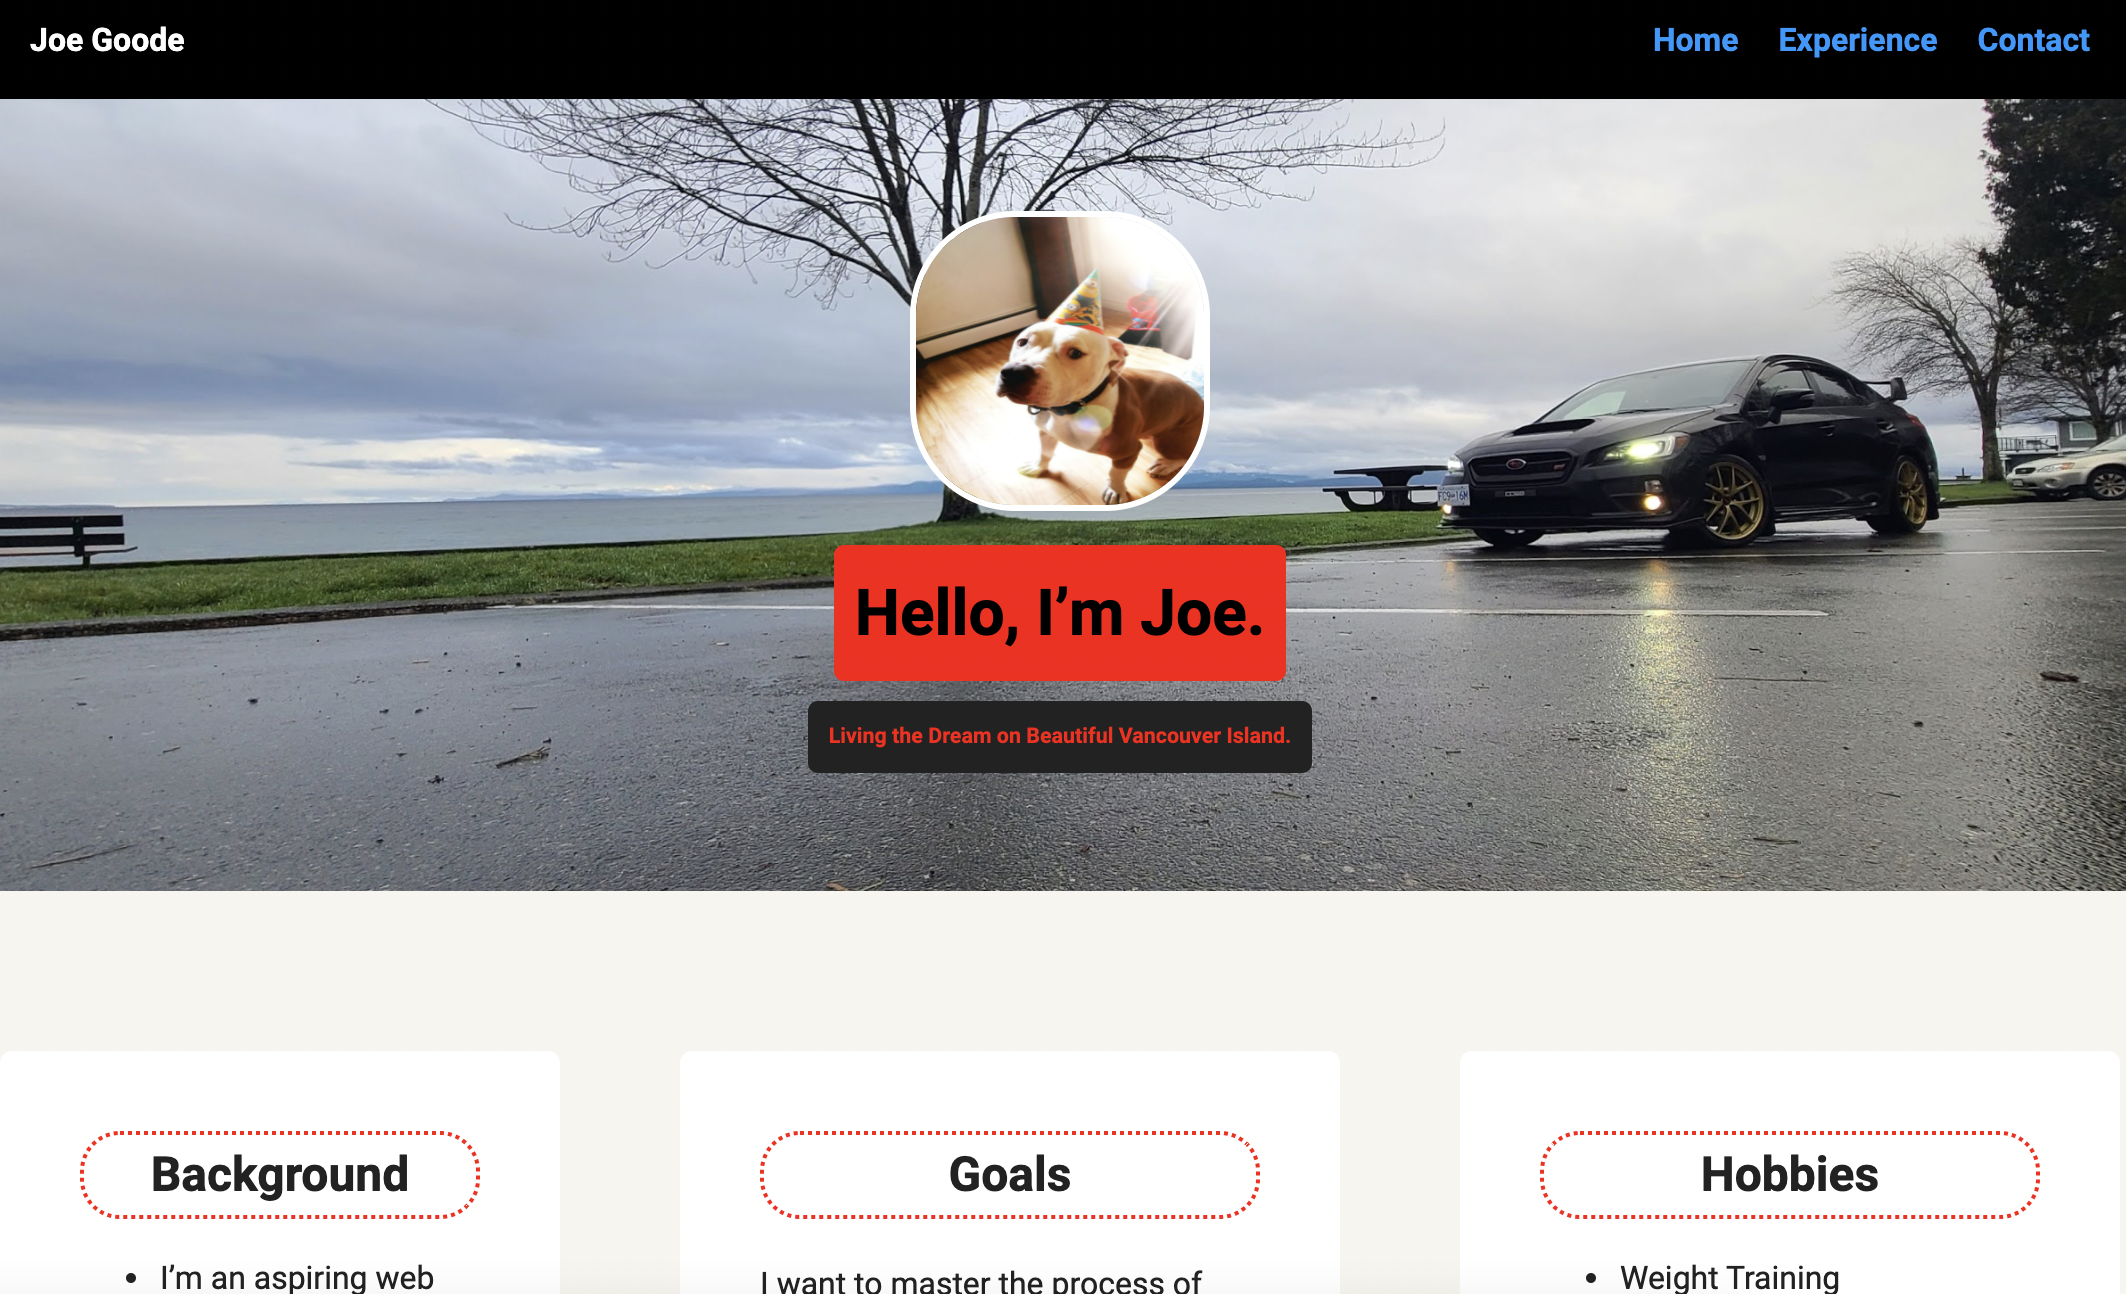 Joe Goode
Home Experience Contact
Hello, I'm Joe.
Living the Dream on Beautiful Vancouver Island.
Background
• I'm an aspiring web
Goals
I want to master the process of
Hobbies
• Weight Training